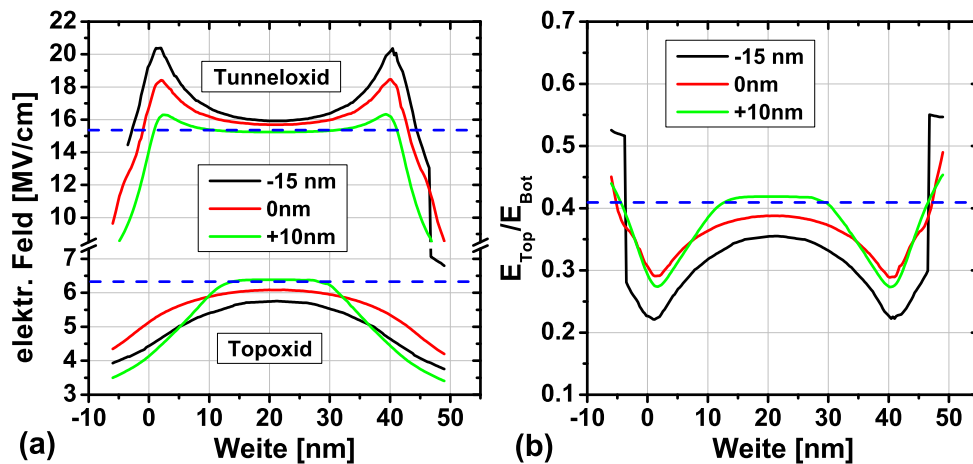 elektr. Feld [MV/cm]
22
20
18
16
14
12
10
7
6
5
4
3
Tunneloxid
-15 nm
0nm
+10nm
Topoxid
-10 0 10 20 30 40 50
Weite [nm]
(a)
E_Top/E_Bot
0.7
0.6
0.5
0.4
0.3
0.2
0.1
-15 nm
0nm
+10nm
-10 0 10 20 30 40 50
Weite [nm]
(b)